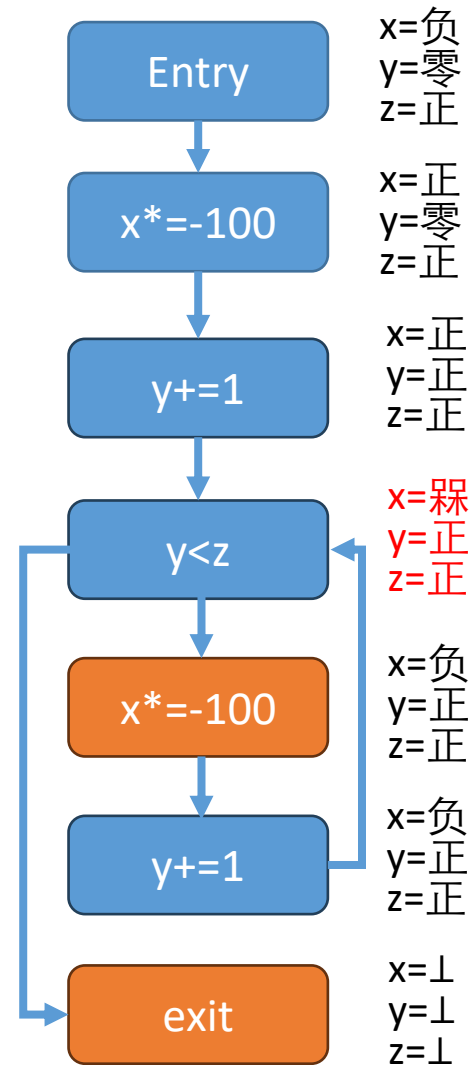 Entry
x=负
y=零
z=正
x*=-100
x=正
y=零
z=正
y+=1
x=正
y=正
z=正
y<z
x=槑
y=正
z=正
x*=-100
x=负
y=正
z=正
y+=1
x=负
y=正
z=正
exit
x=⊥
y=⊥
z=⊥